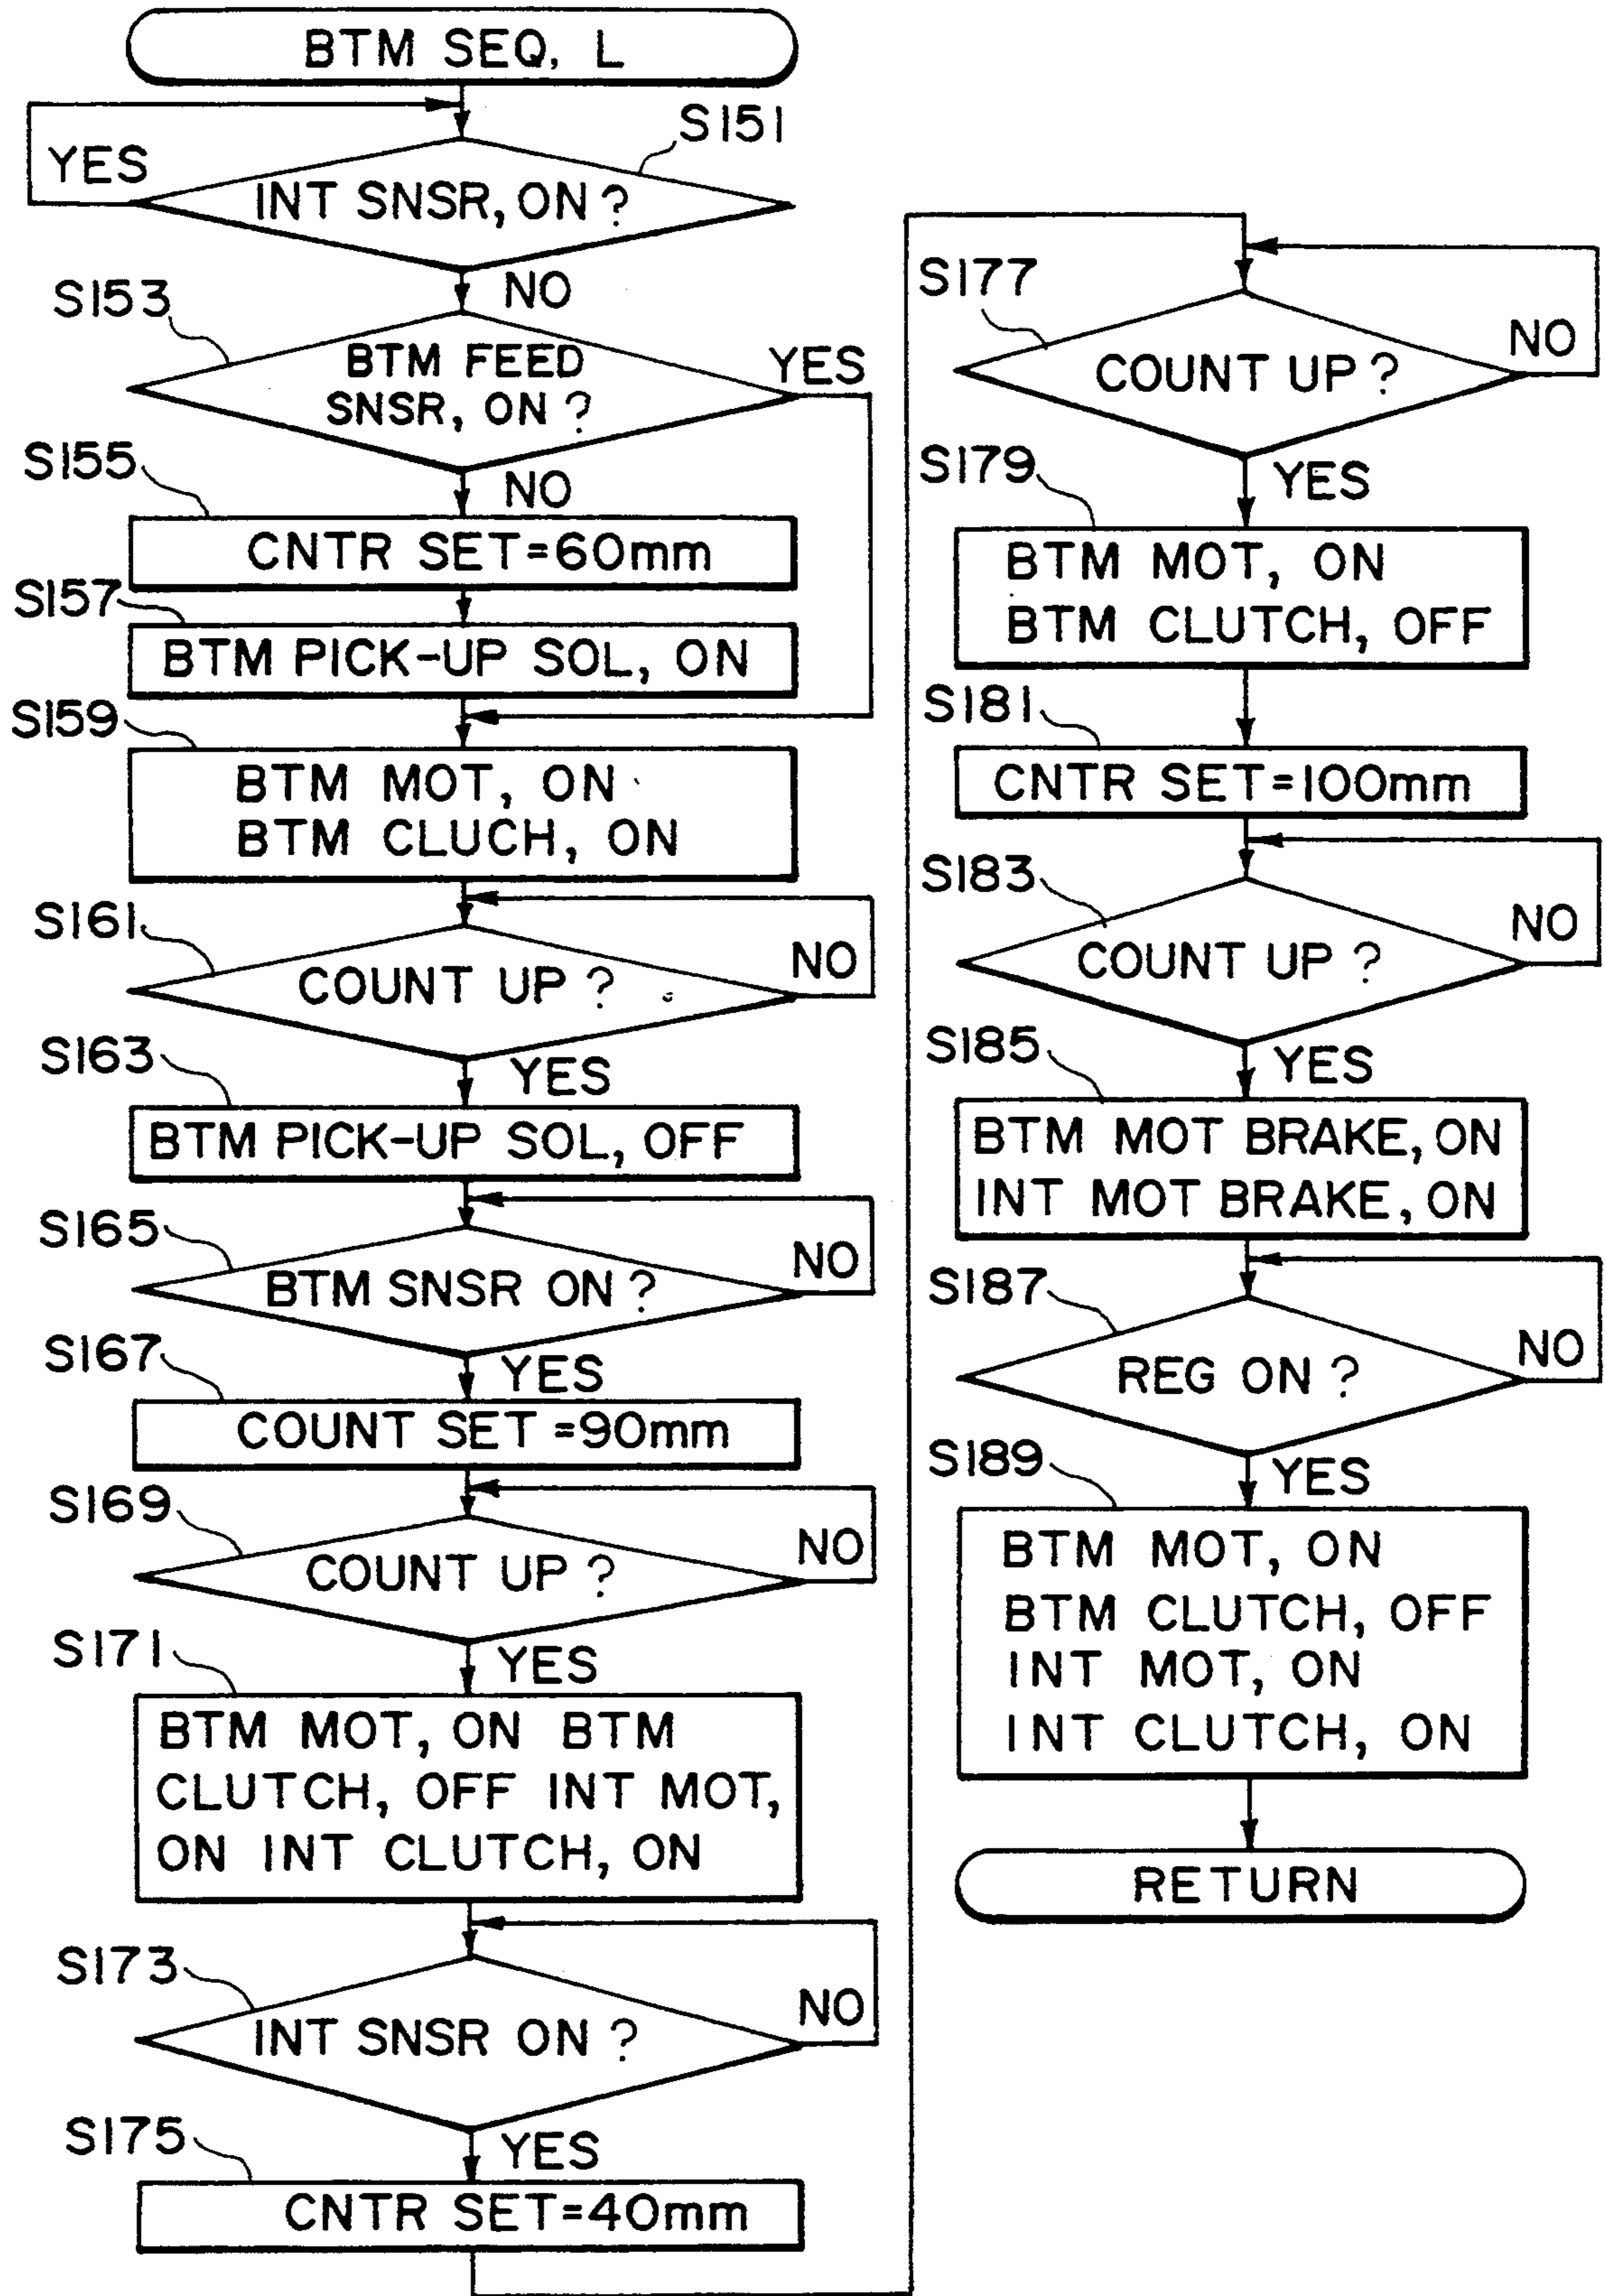 BTM SEQ, L
S151
YES
INT SNSR, ON ?
NO
S153
BTM FEED
SNSR, ON ?
YES
NO
S155
CNTR SET=60mm
S157
BTM PICK-UP SOL, ON
S159
BTM MOT, ON
BTM CLUCH, ON
S161
COUNT UP ?
NO
YES
S163
BTM PICK-UP SOL, OFF
S165
BTM SNSR ON ?
NO
YES
S167
COUNT SET =90mm
S169
COUNT UP ?
NO
YES
S171
BTM MOT, ON BTM
CLUTCH, OFF INT MOT,
ON INT CLUTCH, ON
S173
INT SNSR ON ?
NO
YES
S175
CNTR SET=40mm
S177
COUNT UP ?
NO
YES
S179
BTM MOT, ON
BTM CLUTCH, OFF
S181
CNTR SET=100mm
S183
COUNT UP ?
NO
YES
S185
BTM MOT BRAKE, ON
INT MOT BRAKE, ON
S187
REG ON ?
NO
YES
S189
BTM MOT, ON
BTM CLUTCH, OFF
INT MOT, ON
INT CLUTCH, ON
RETURN